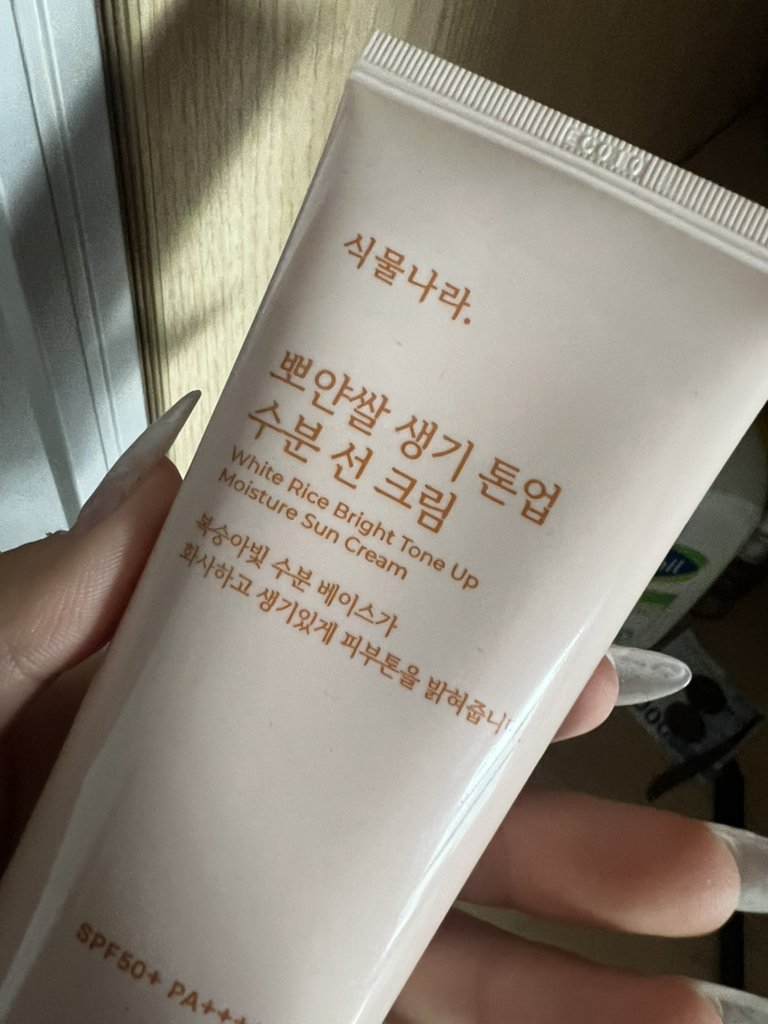 식물나라.
뽀얀쌀 생기 톤업
수분 선 크림
White Rice Bright Tone Up
Moisture Sun Cream
복숭아빛 수분 베이스가
화사하고 생기있게 피부톤을 밝혀줍니다
SPF50+ PA++++